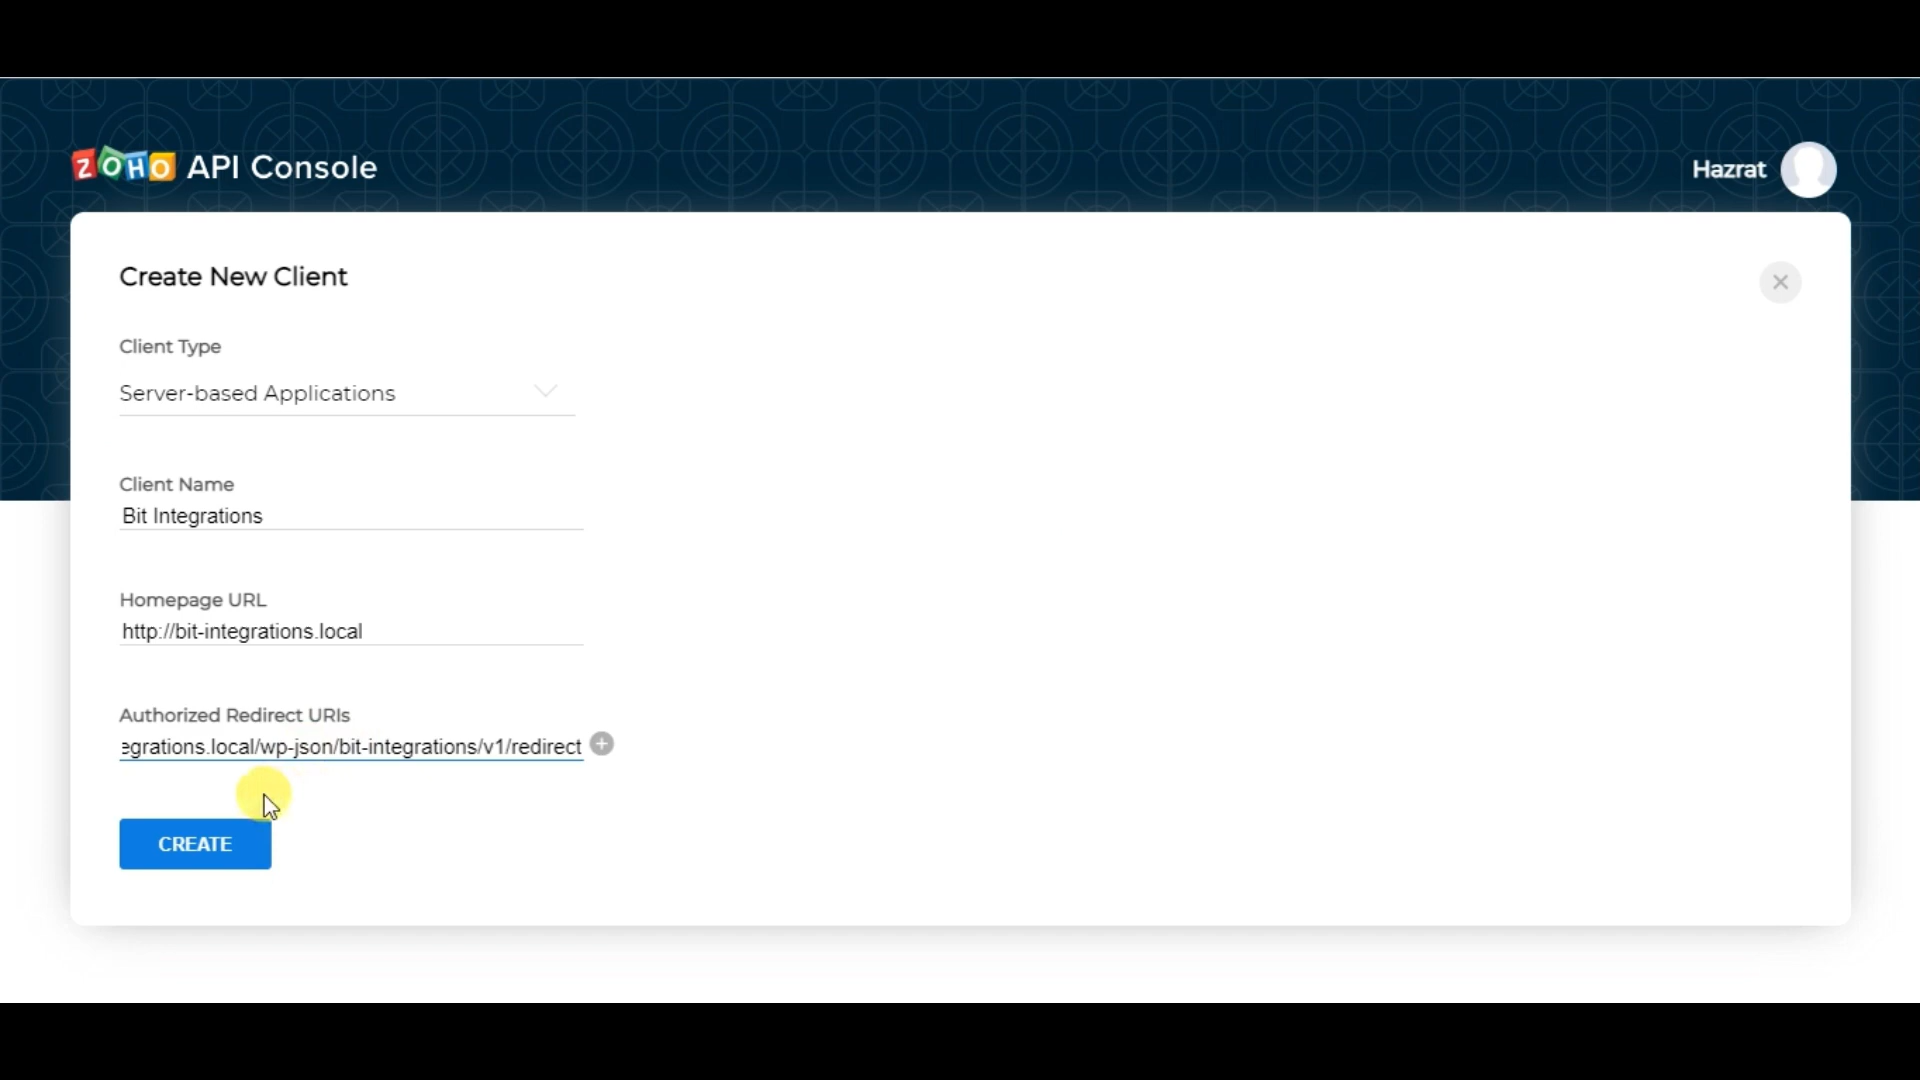 ZOHO API Console
Hazrat
Create New Client
Client Type
Server-based Applications
Client Name
Bit Integrations
Homepage URL
http://bit-integrations.local
Authorized Redirect URIs
egrations.local/wp-json/bit-integrations/v1/redirect
CREATE